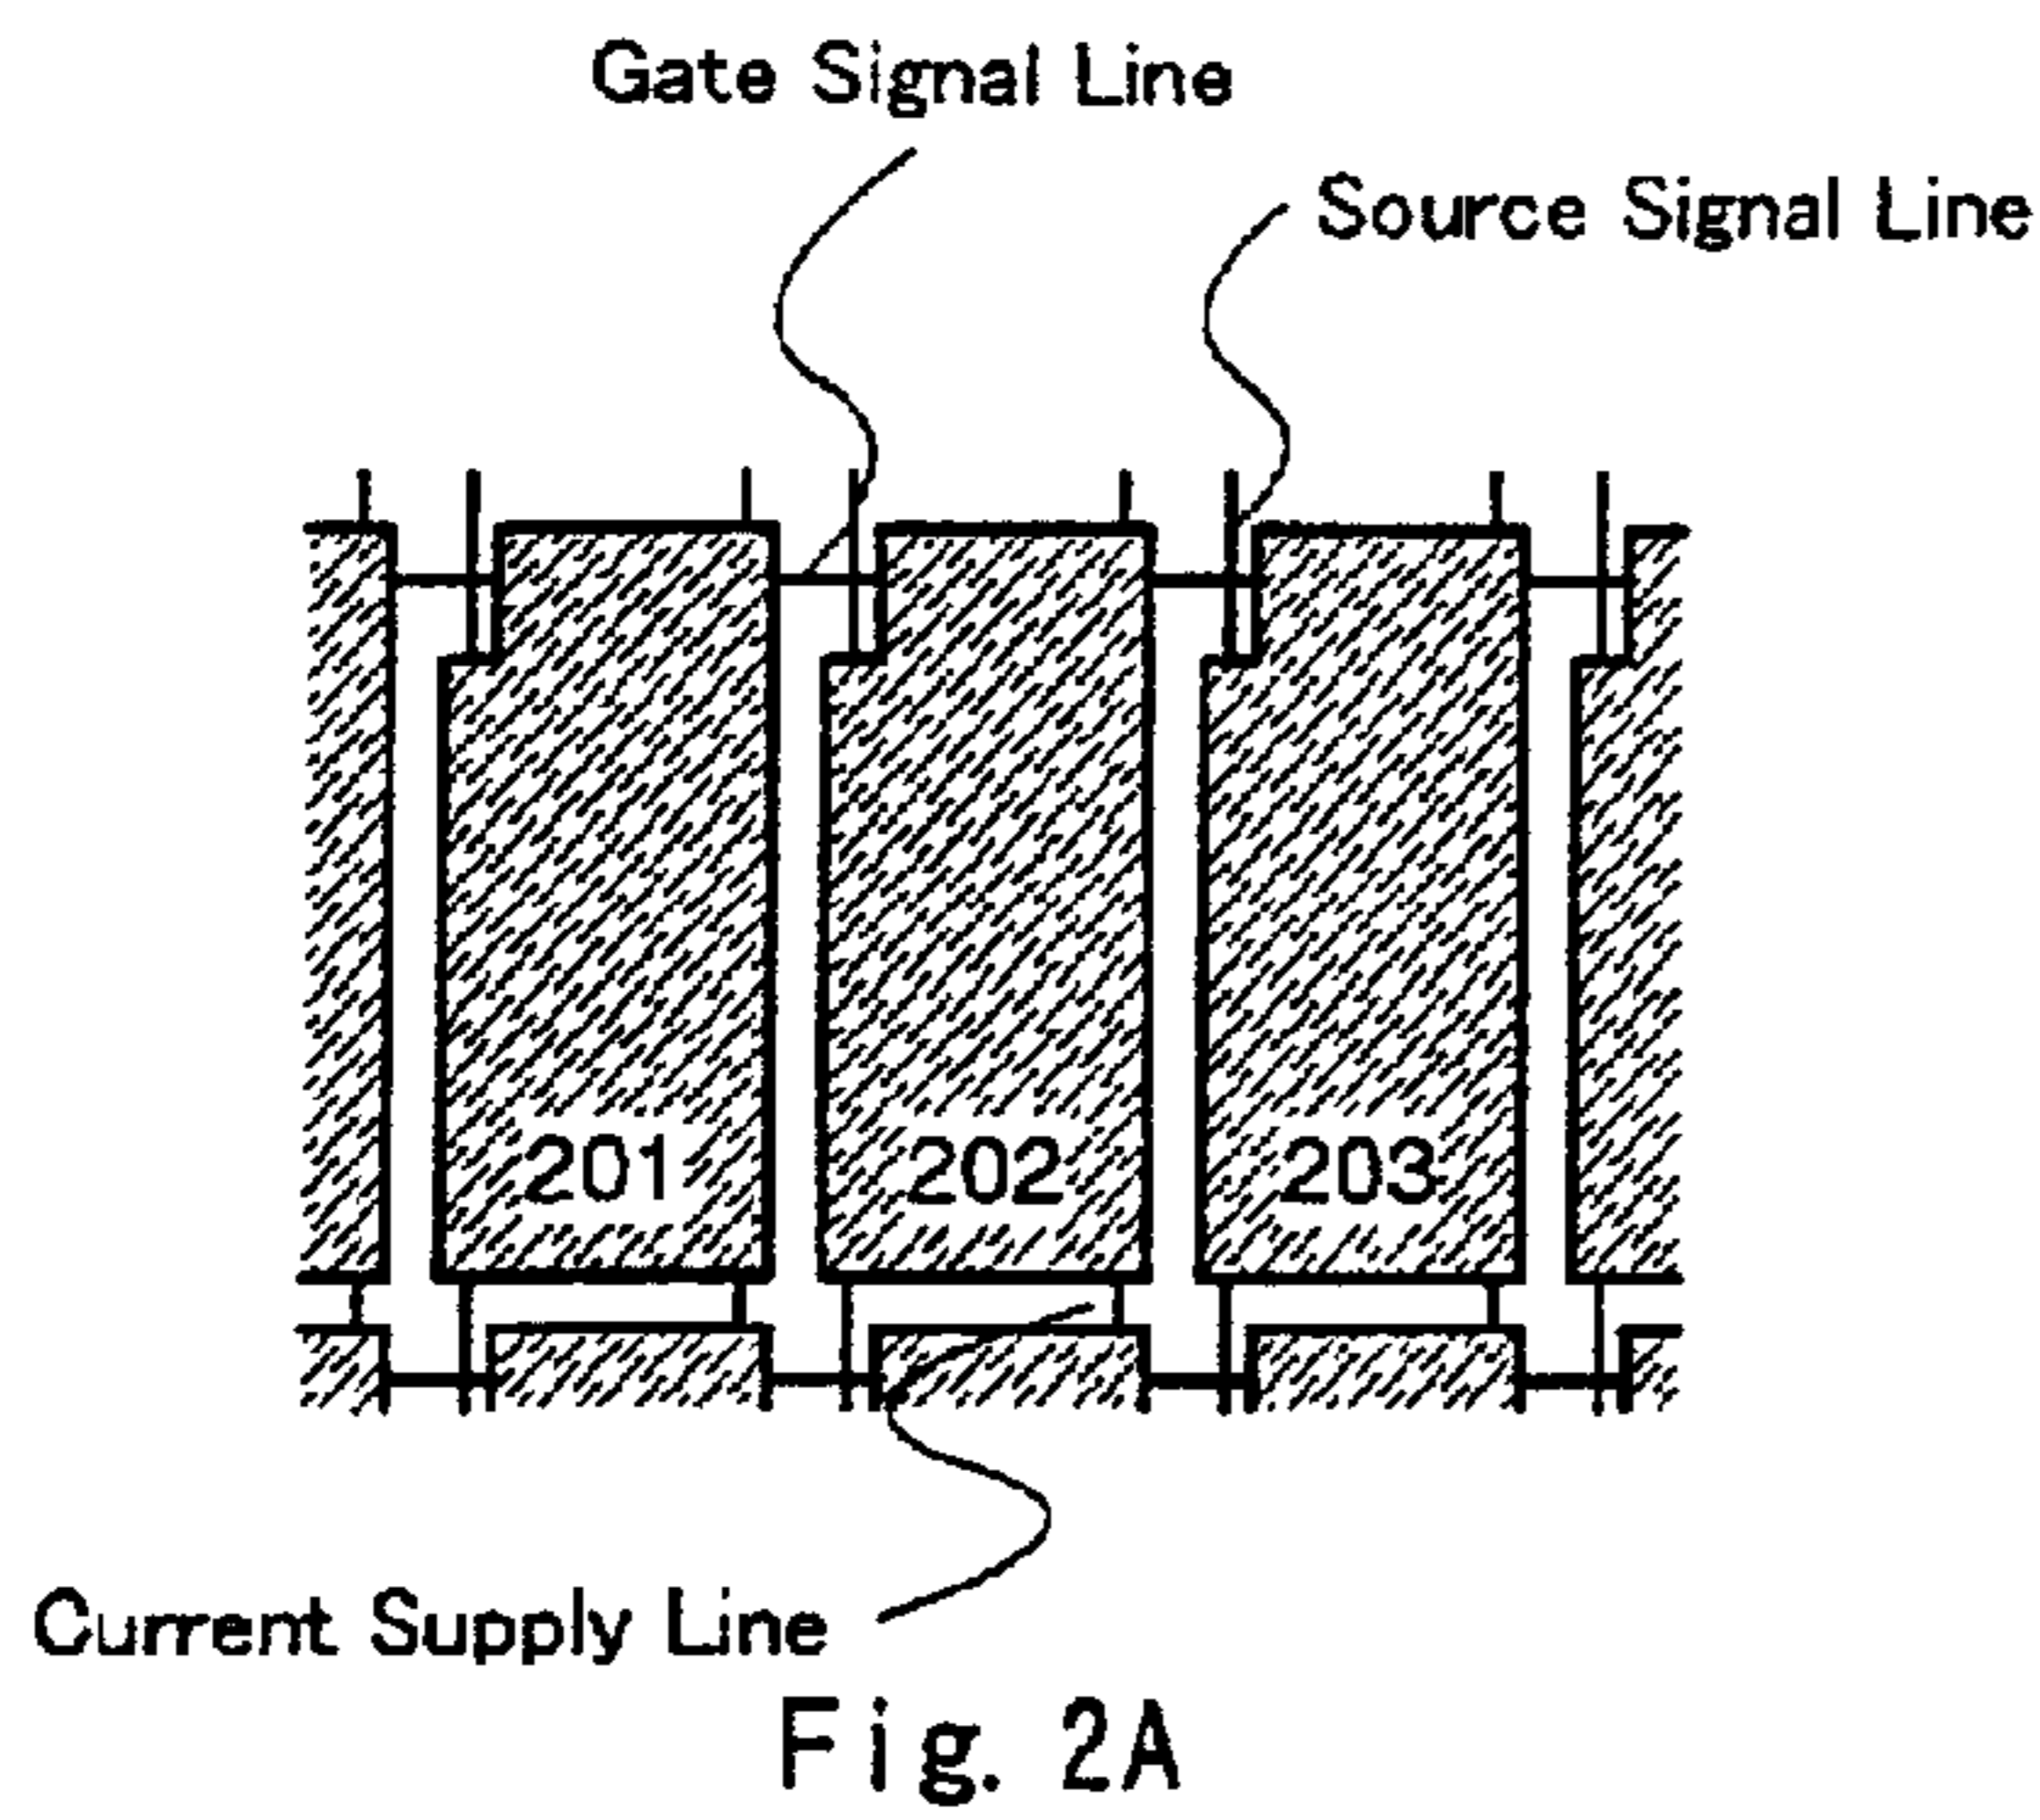 Gate Signal Line
Source Signal Line
201 202 203
Current Supply Line
Fig. 2A